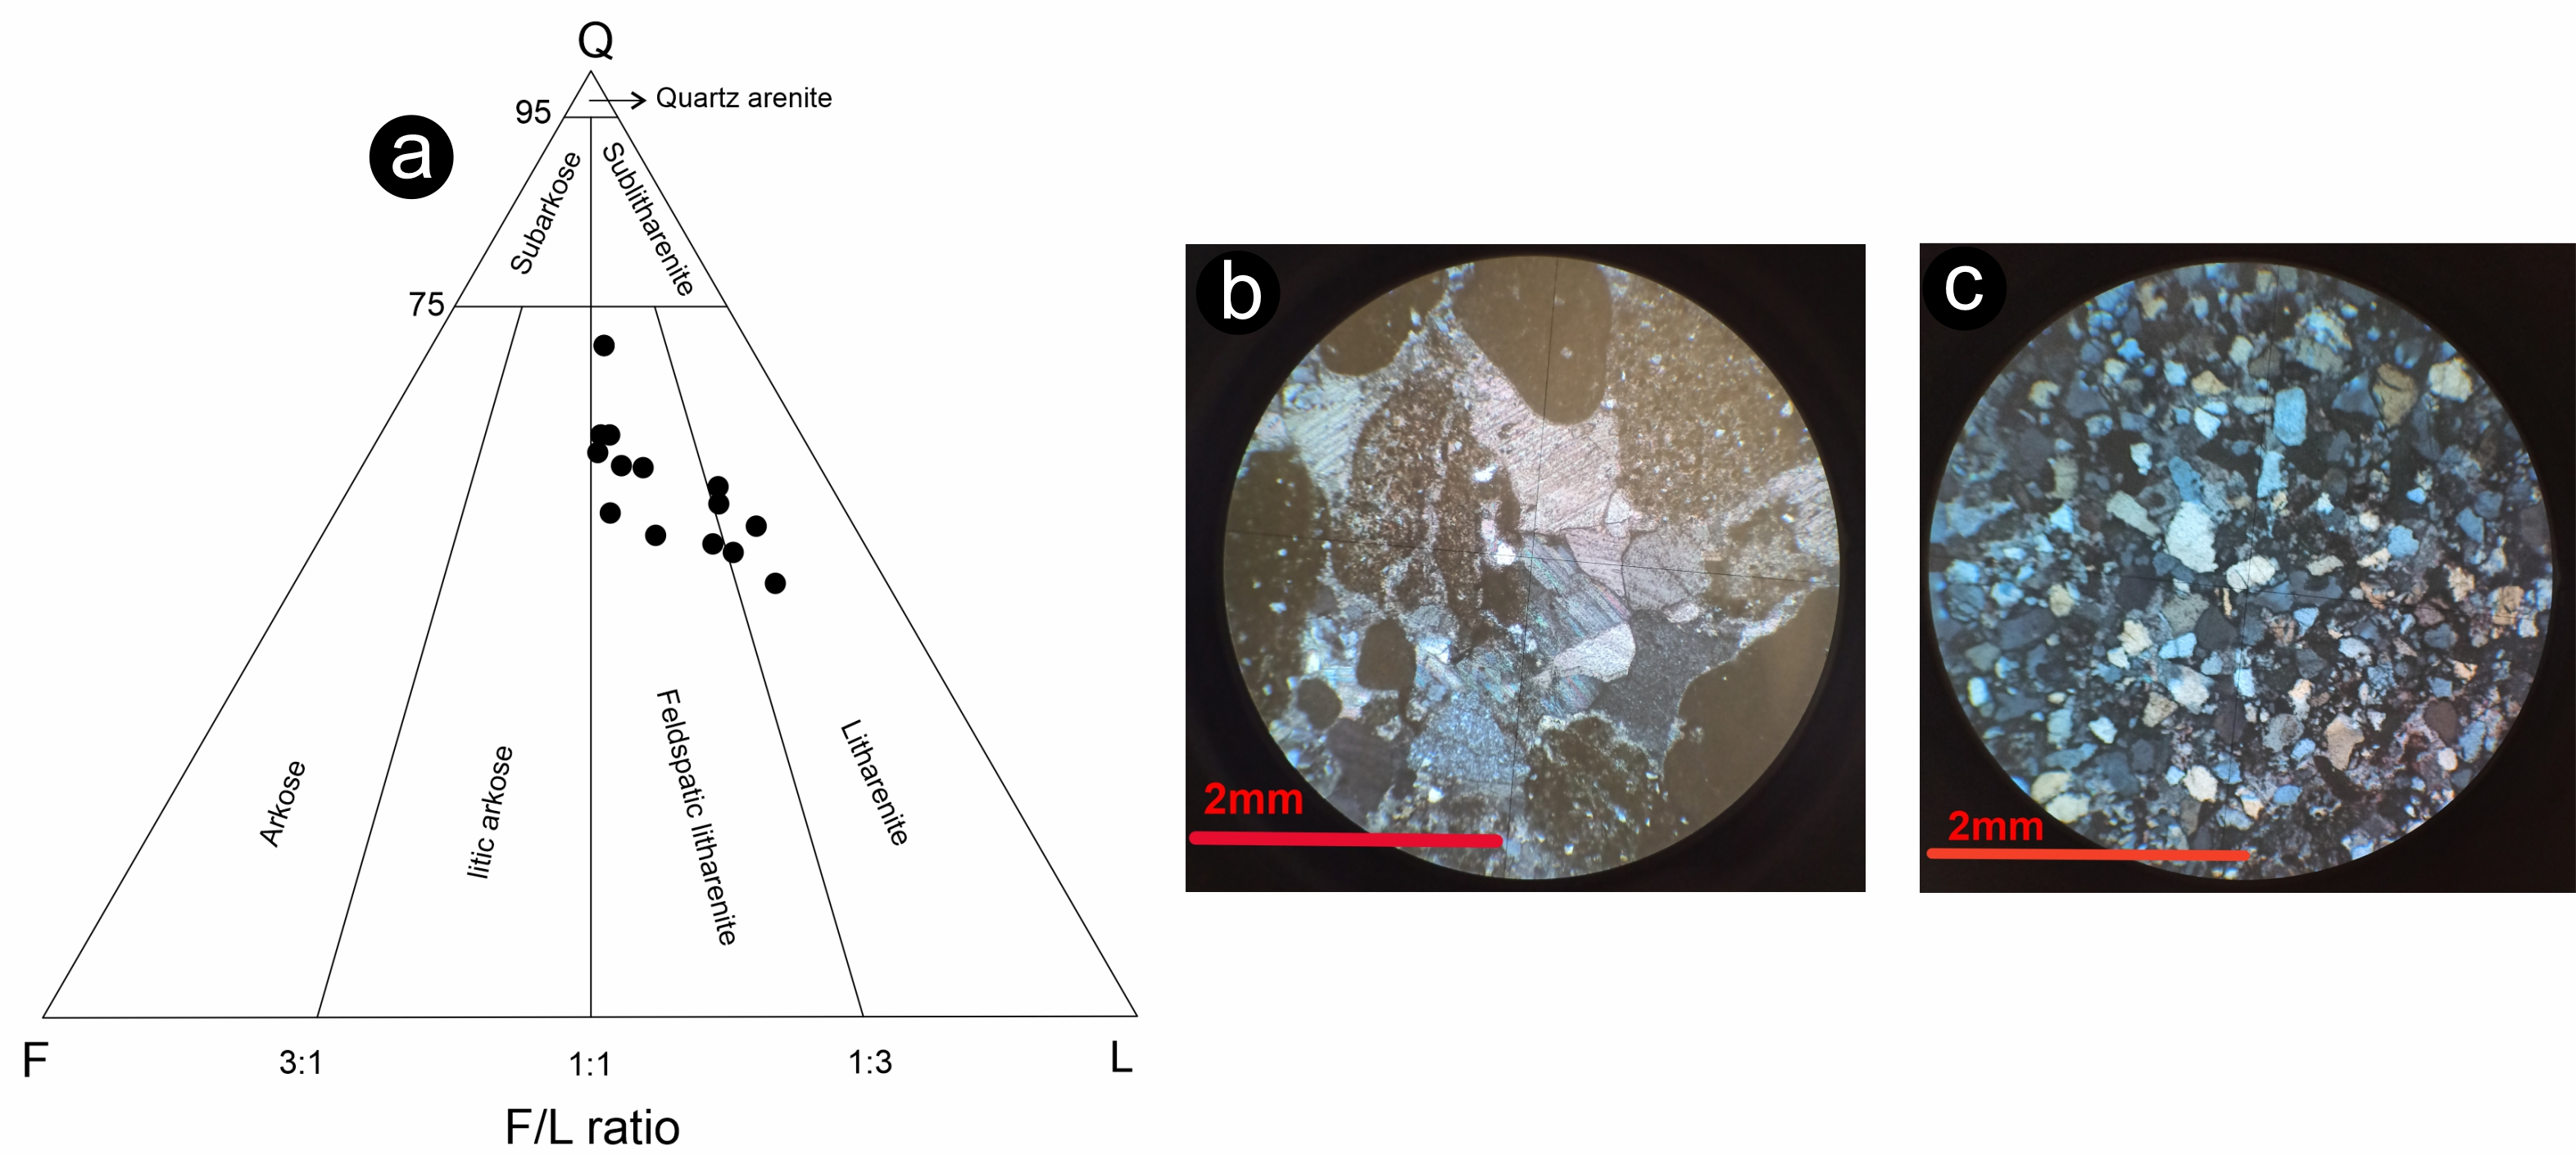 Q
95
Quartz arenite
a
Subarkose
Sublitharenite
75
Arkose
litic arkose
Feldspatic litharenite
Litharenite
F
3:1
1:1
1:3
L
F/L ratio
b
2mm
c
2mm